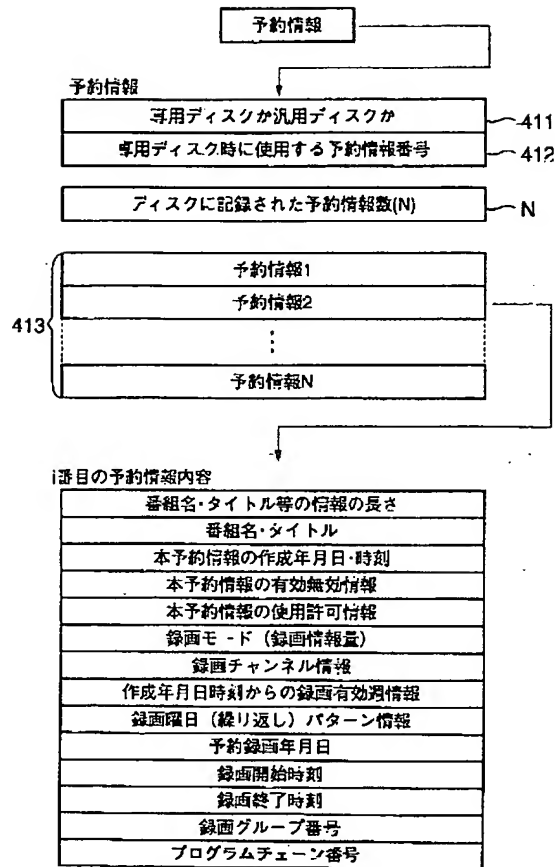 予約情報
予約情報
専用ディスクか汎用ディスクか
411
専用ディスク時に使用する予約情報番号
412
ディスクに記録された予約情報数(N)
N
予約情報1
予約情報2
413
⋮
予約情報N
i番目の予約情報内容
番組名・タイトル等の情報の長さ
番組名・タイトル
本予約情報の作成年月日・時刻
本予約情報の有効無効情報
本予約情報の使用許可情報
録画モード（録画情報量）
録画チャンネル情報
作成年月日時刻からの録画有効週情報
録画曜日（繰り返し）パターン情報
予約録画年月日
録画開始時刻
録画終了時刻
録画グループ番号
プログラムチェーン番号